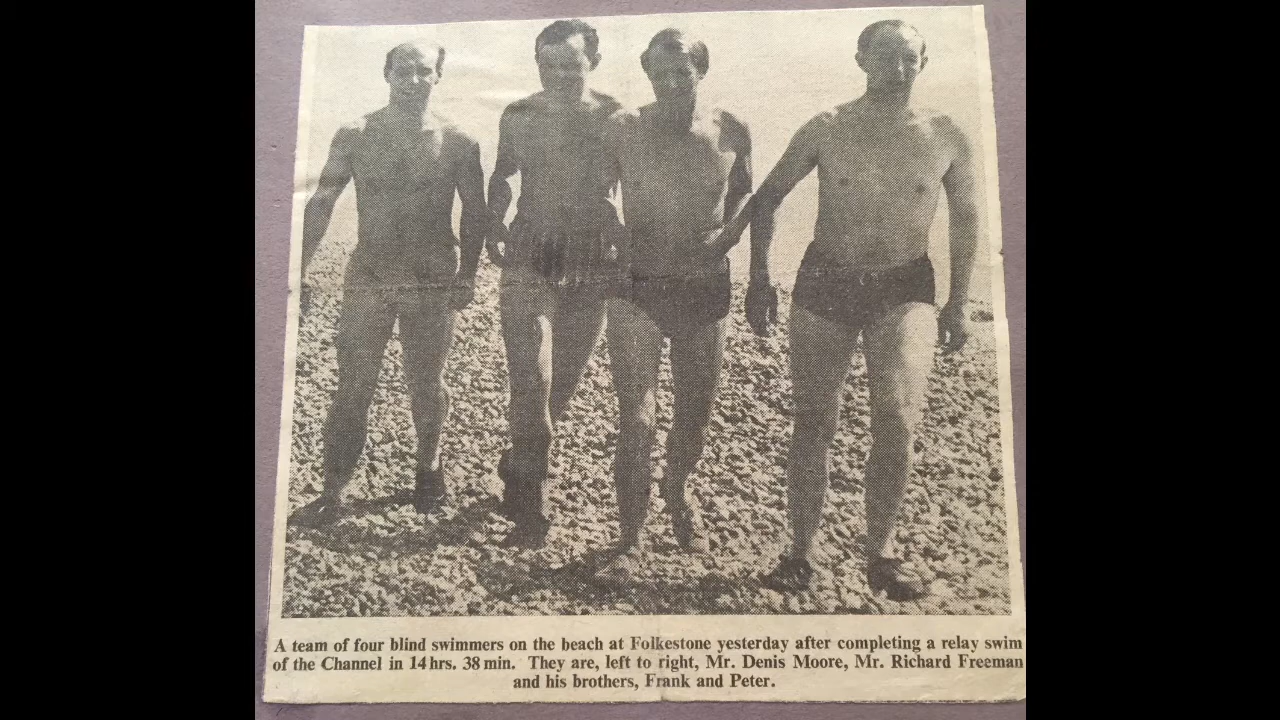 A team of four blind swimmers on the beach at Folkestone yesterday after completing a relay swim
of the Channel in 14 hrs. 38 min. They are, left to right, Mr. Denis Moore, Mr. Richard Freeman
and his brothers, Frank and Peter.